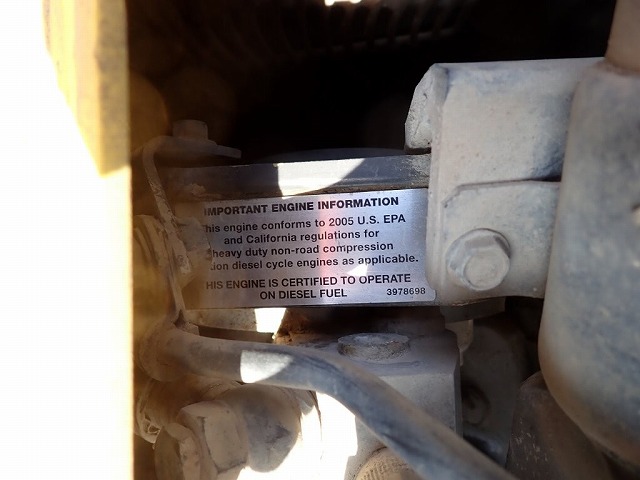 IMPORTANT ENGINE INFORMATION
his engine conforms to 2005 U.S. EPA
and California regulations for
heavy duty non-road compression
ion diesel cycle engines as applicable.
HIS ENGINE IS CERTIFIED TO OPERATE
ON DIESEL FUEL 3978698